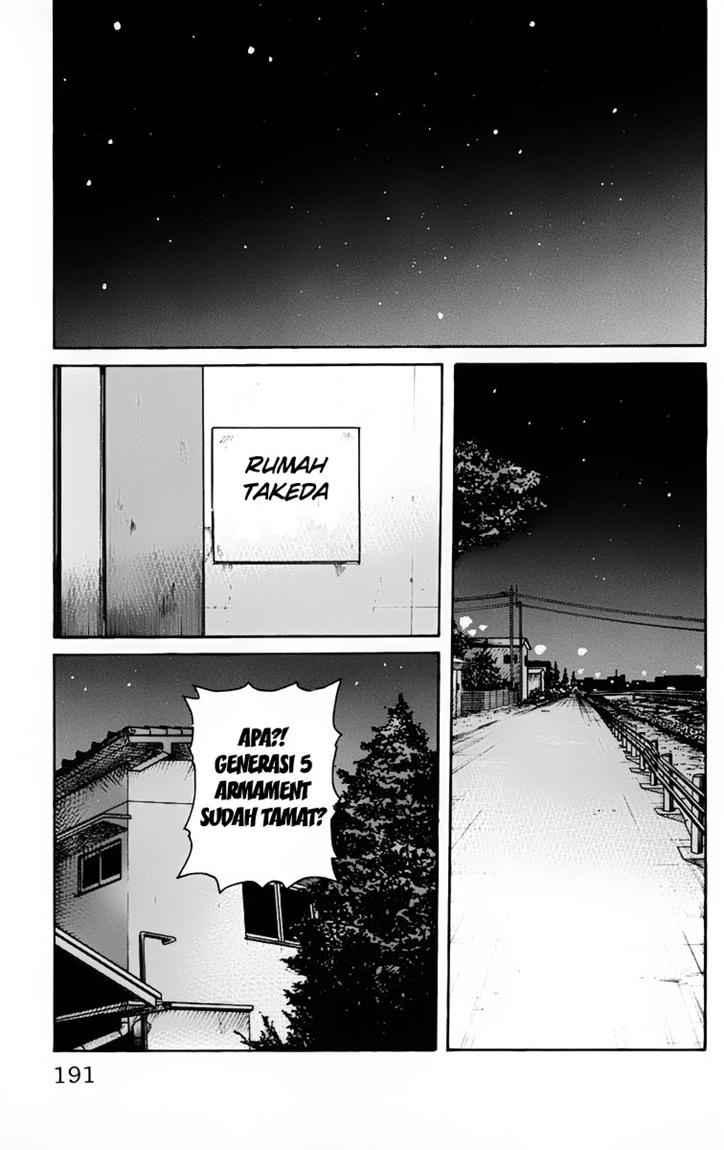 RUMAH
TAKEDA
APA?!
GENERASI 5
ARMAMENT
SUDAH TAMAT?
191